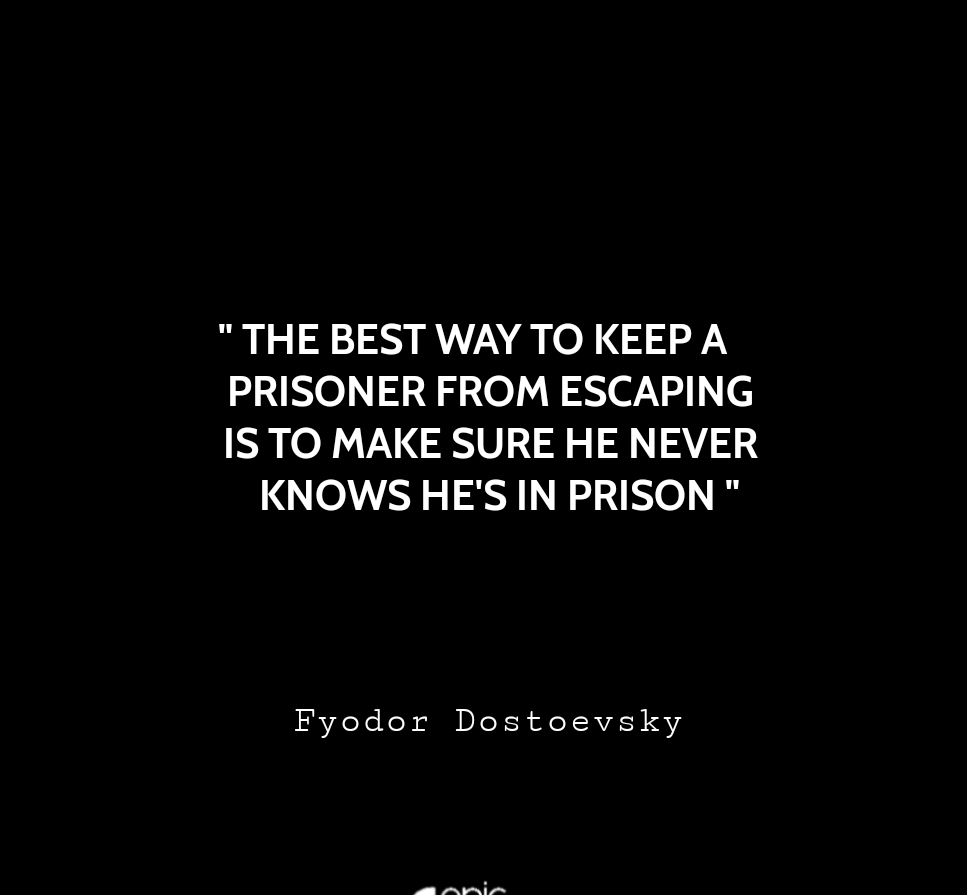 " THE BEST WAY TO KEEP A
PRISONER FROM ESCAPING
IS TO MAKE SURE HE NEVER
KNOWS HE'S IN PRISON "
Fyodor Dostoevsky
epic